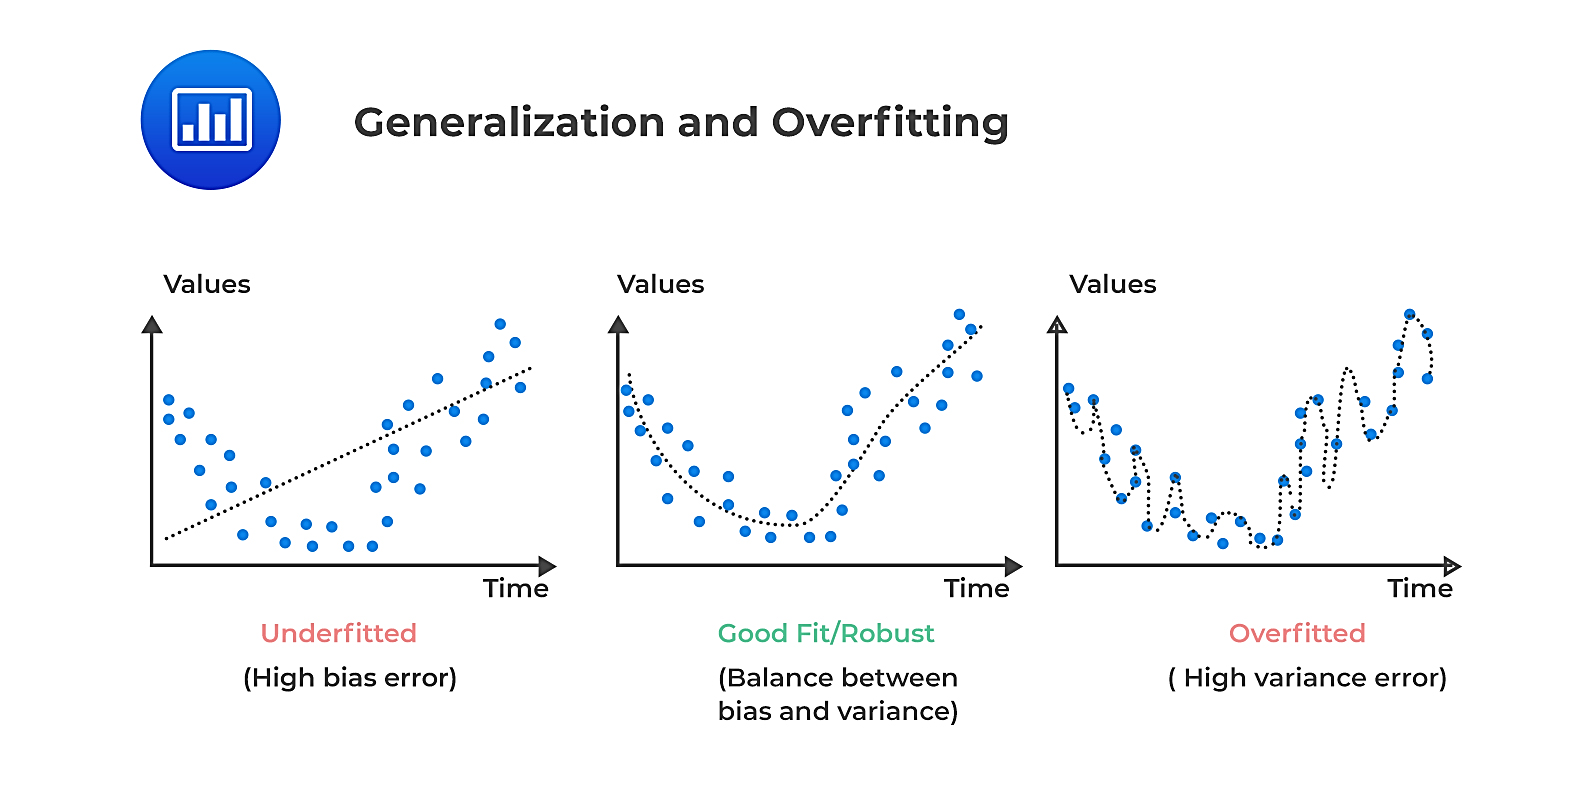 Generalization and Overfitting
Values
Time
Underfitted
(High bias error)
Values
Time
Good Fit/Robust
(Balance between
bias and variance)
Values
Time
Overfitted
( High variance error)